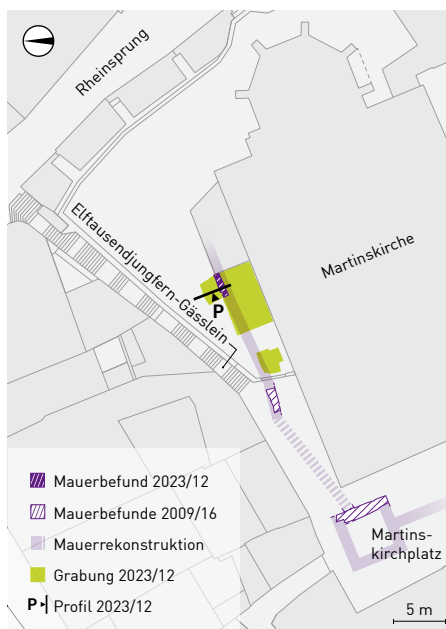 Rheinsprung
Elftausendjungfern-Gässlein
Martinskirche
P
Mauerbefund 2023/12
Mauerbefunde 2009/16
Mauerrekonstruktion
Grabung 2023/12
P Profil 2023/12
Martins-
kirchplatz
5 m